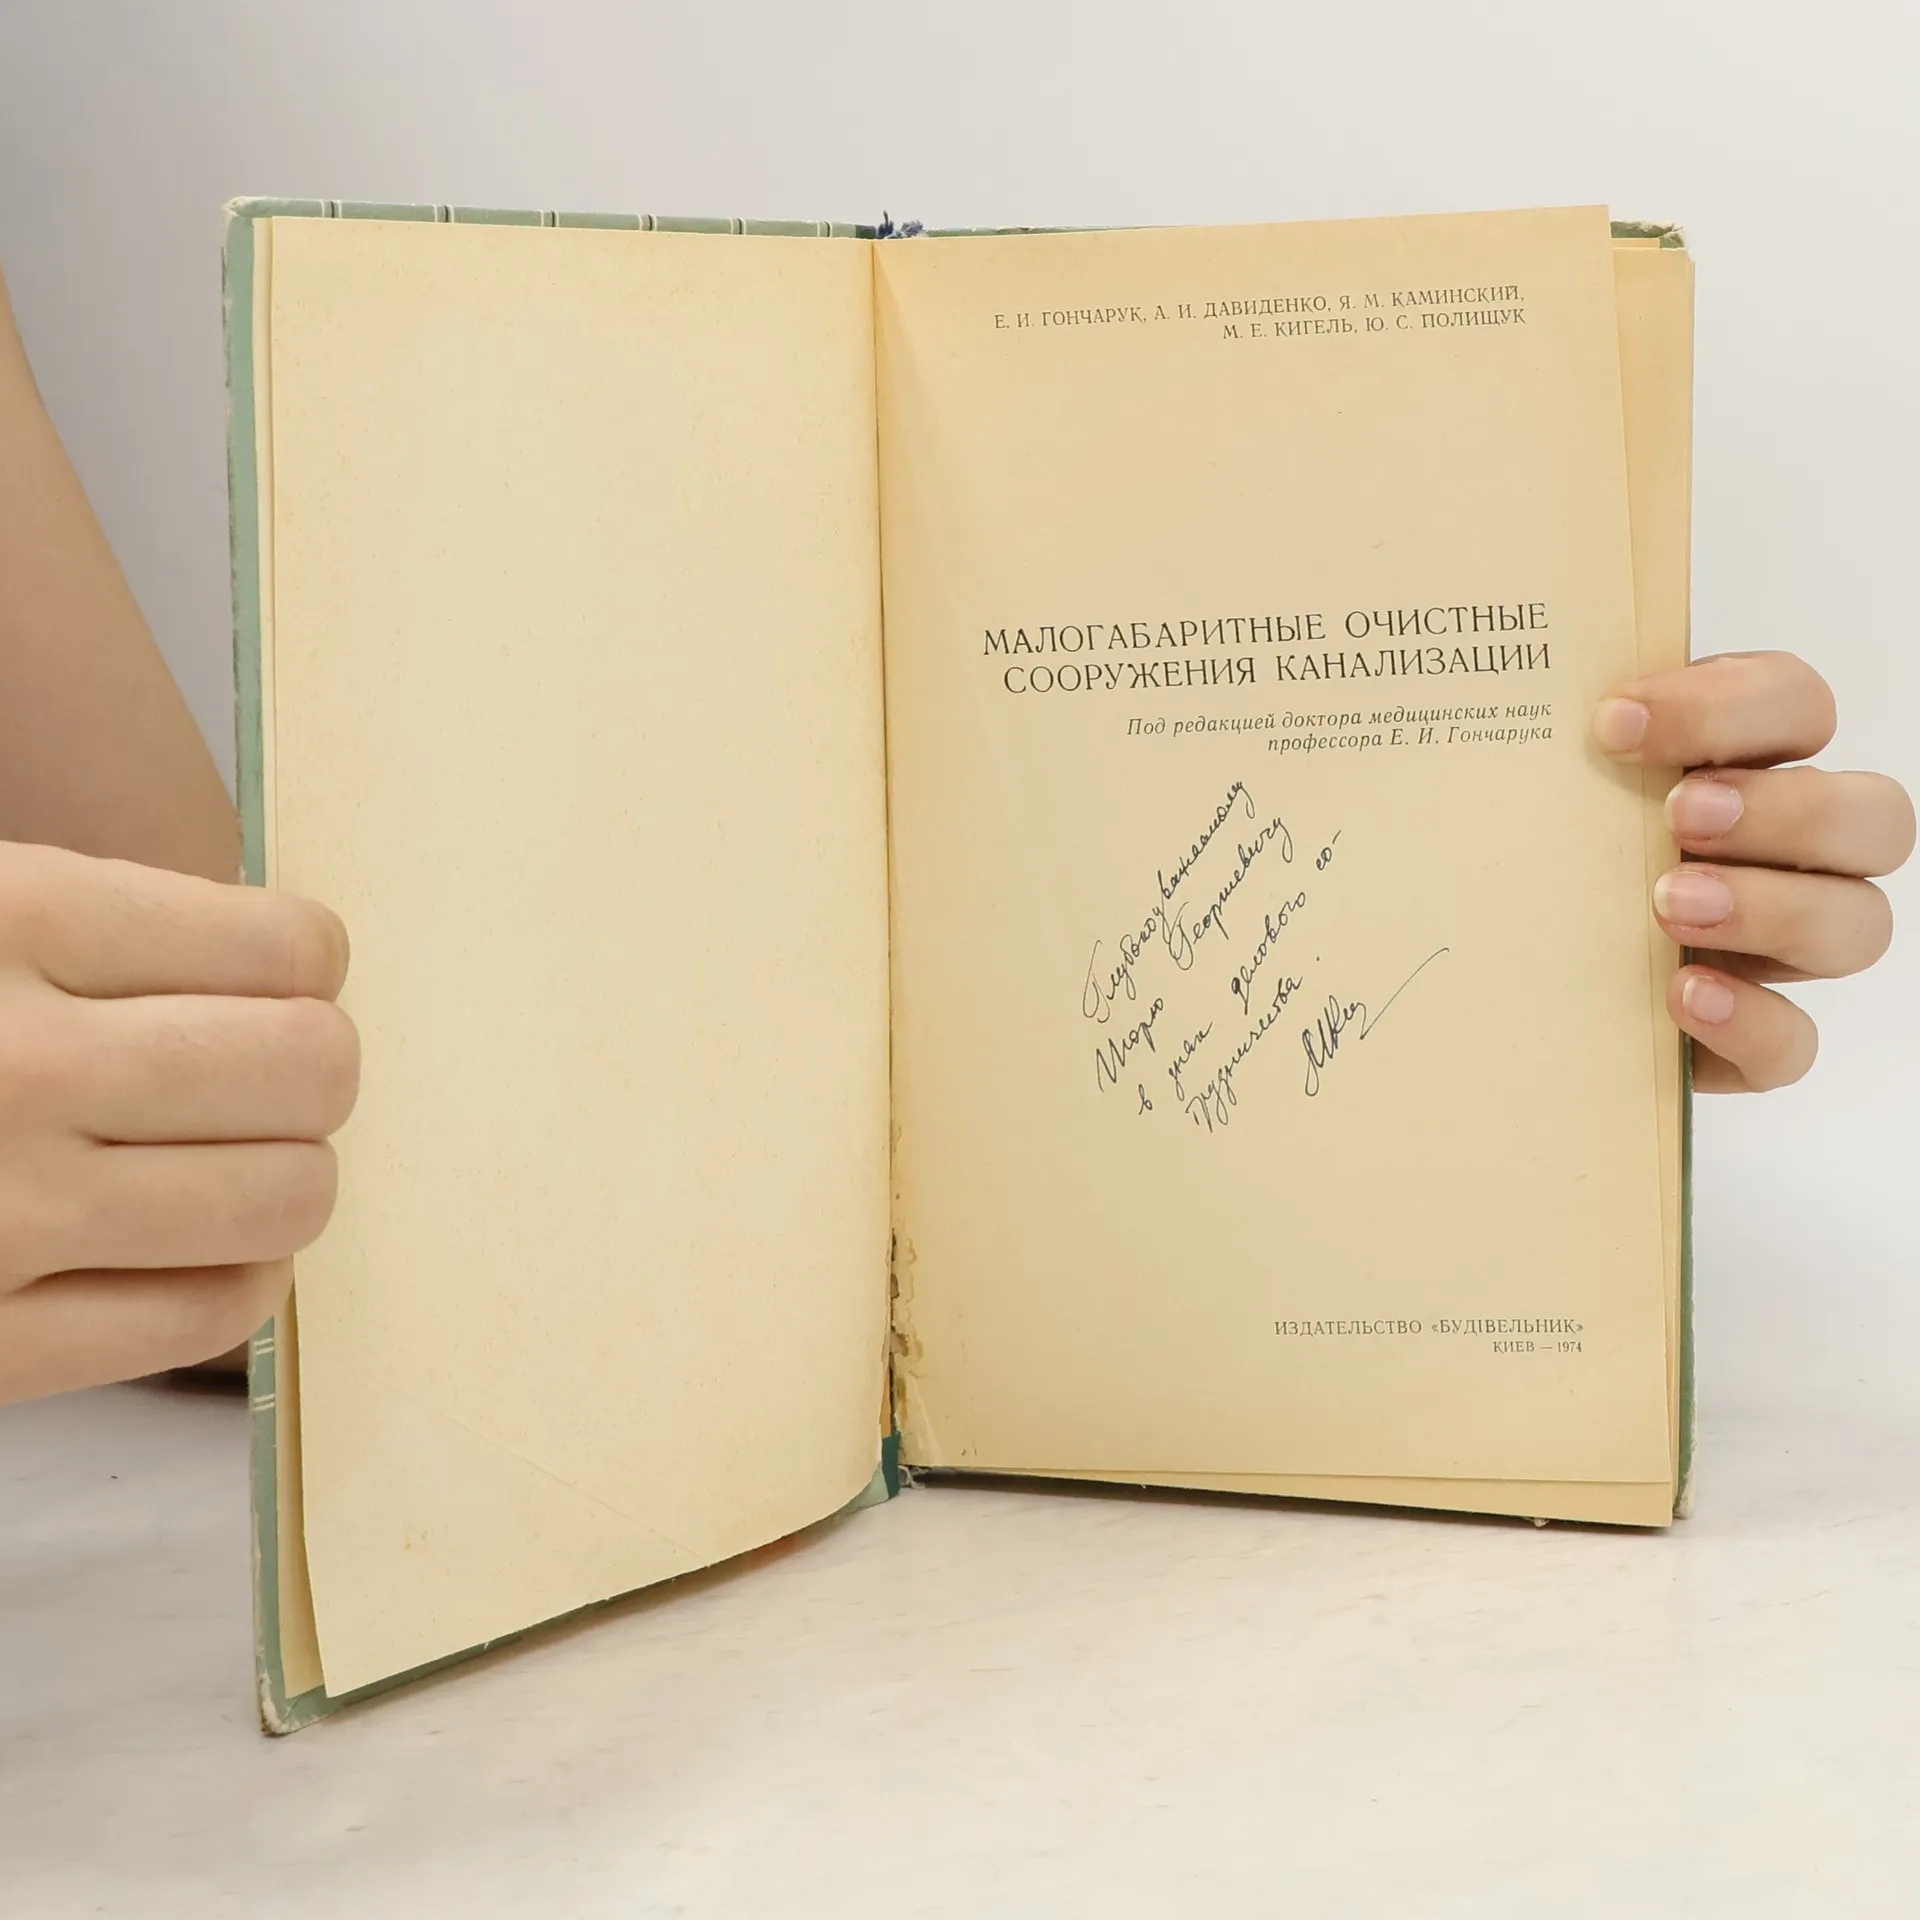 Е. И. ГОНЧАРУК, А. И. ДАВИДЕНКО, Я. М. КАМИНСКИЙ,
М. Е. КИГЕЛЬ, Ю. С. ПОЛИЩУК
МАЛОГАБАРИТНЫЕ ОЧИСТНЫЕ
СООРУЖЕНИЯ КАНАЛИЗАЦИИ
Под редакцией доктора медицинских наук
профессора Е. И. Гончарука
Глубокоуважаемому
Георгиевичу
в знак делового со-
трудничества.
ИЗДАТЕЛЬСТВО «БУДІВЕЛЬНИК»
КИЕВ — 1974